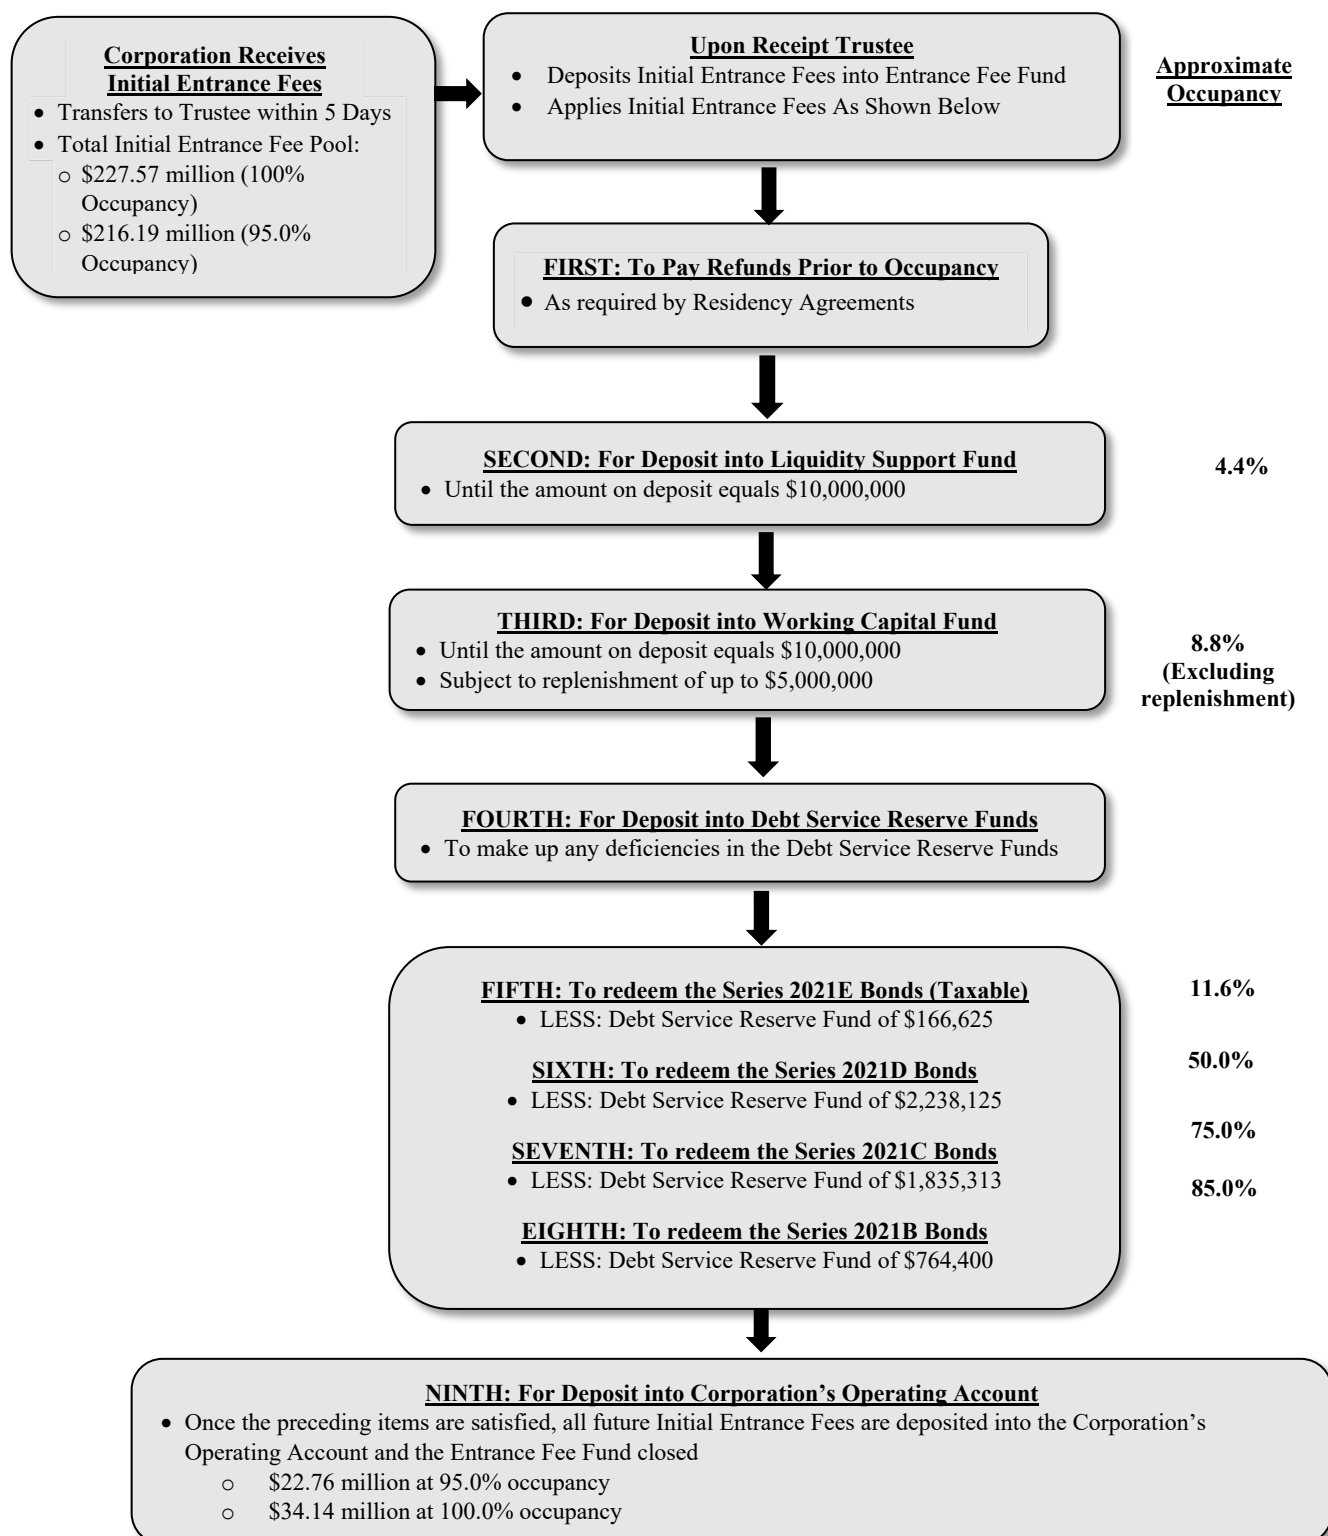 Corporation Receives
Initial Entrance Fees
• Transfers to Trustee within 5 Days
• Total Initial Entrance Fee Pool:
o $227.57 million (100%
Occupancy)
o $216.19 million (95.0%
Occupancy)
Upon Receipt Trustee
• Deposits Initial Entrance Fees into Entrance Fee Fund
• Applies Initial Entrance Fees As Shown Below
Approximate
Occupancy
FIRST: To Pay Refunds Prior to Occupancy
• As required by Residency Agreements
SECOND: For Deposit into Liquidity Support Fund
• Until the amount on deposit equals $10,000,000
4.4%
THIRD: For Deposit into Working Capital Fund
• Until the amount on deposit equals $10,000,000
• Subject to replenishment of up to $5,000,000
8.8%
(Excluding
replenishment)
FOURTH: For Deposit into Debt Service Reserve Funds
• To make up any deficiencies in the Debt Service Reserve Funds
FIFTH: To redeem the Series 2021E Bonds (Taxable)
• LESS: Debt Service Reserve Fund of $166,625
11.6%
SIXTH: To redeem the Series 2021D Bonds
• LESS: Debt Service Reserve Fund of $2,238,125
50.0%
SEVENTH: To redeem the Series 2021C Bonds
• LESS: Debt Service Reserve Fund of $1,835,313
75.0%
EIGHTH: To redeem the Series 2021B Bonds
• LESS: Debt Service Reserve Fund of $764,400
85.0%
NINTH: For Deposit into Corporation’s Operating Account
• Once the preceding items are satisfied, all future Initial Entrance Fees are deposited into the Corporation’s
Operating Account and the Entrance Fee Fund closed
o $22.76 million at 95.0% occupancy
o $34.14 million at 100.0% occupancy